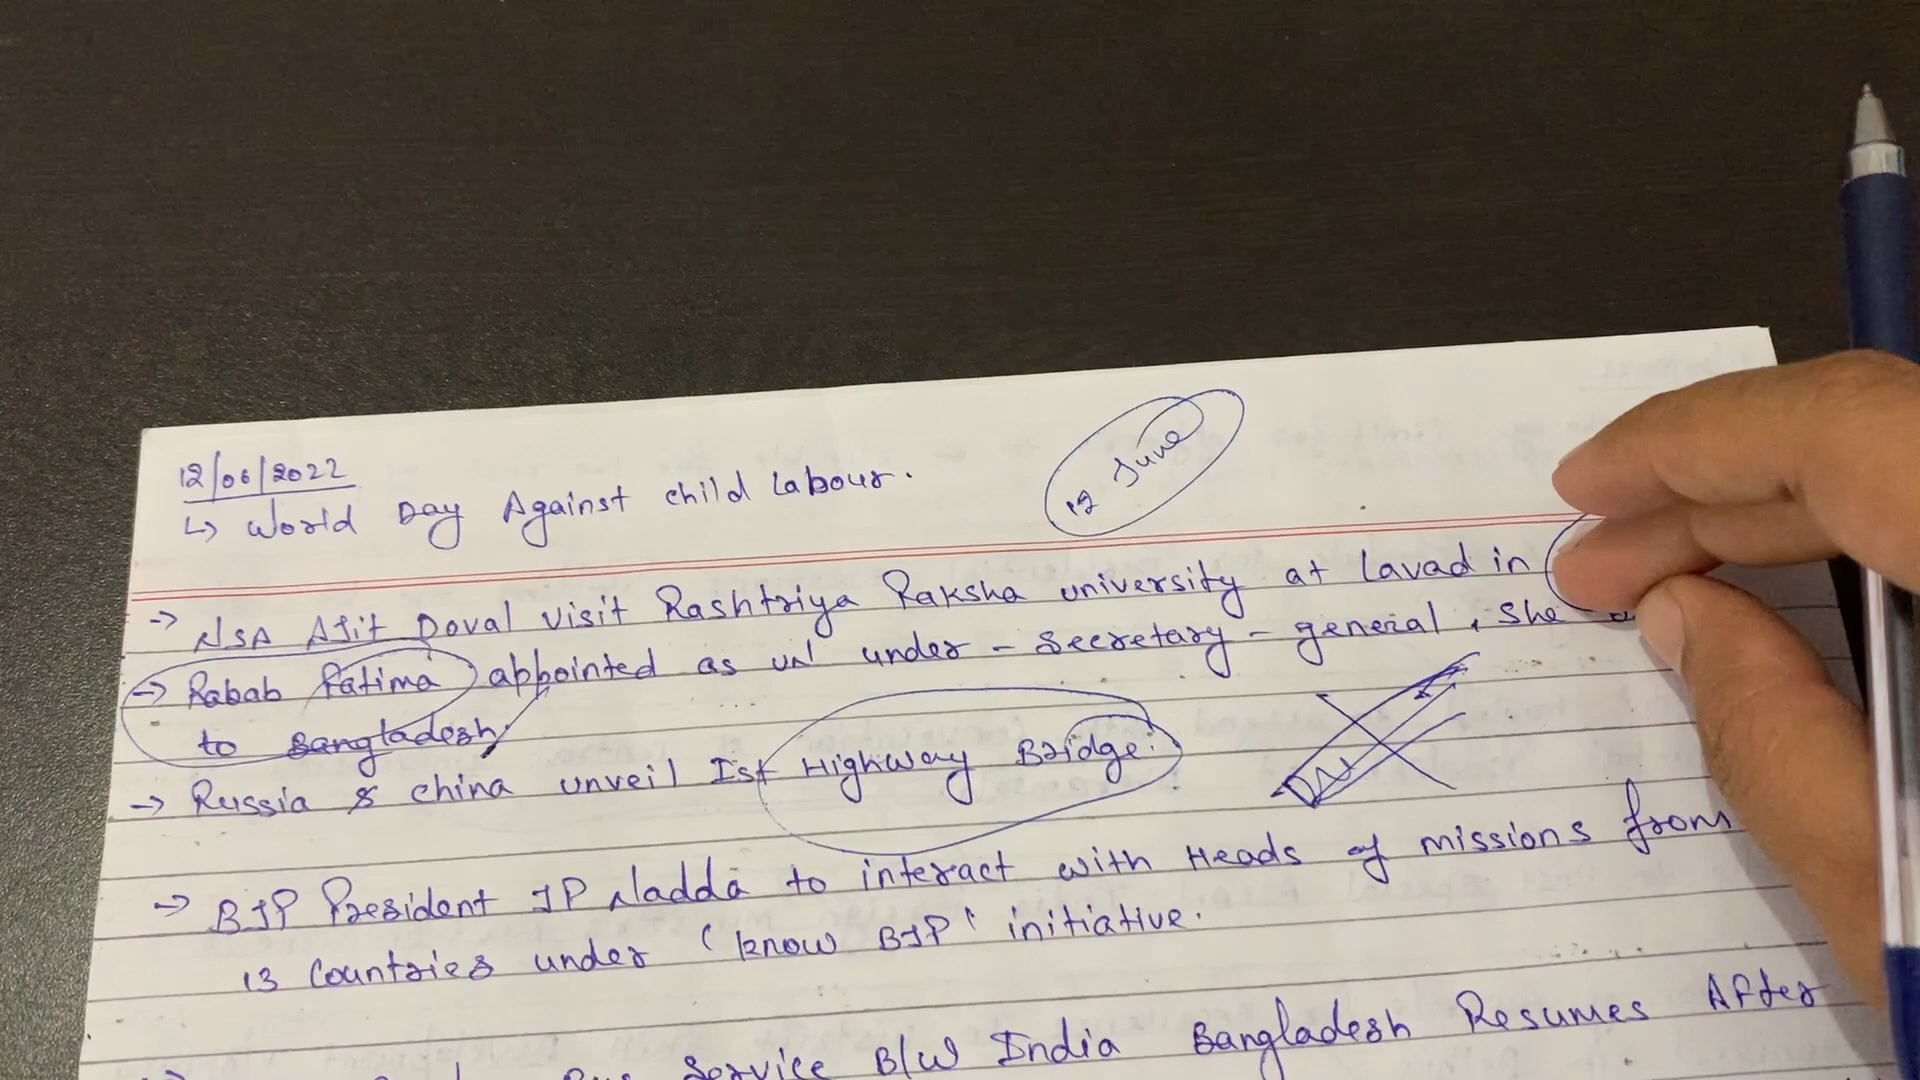 12/06/2022
12 June
↳ World Day Against child Labour.
→ NSA Ajit Doval visit Rashtriya Raksha university at Lavad in
→ Rabab Fatima appointed as UN under-secretary-general, she
to Bangladesh
→ Russia & china unveil Ist Highway Bridge.
→ BJP President JP Nadda to interact with Heads of missions from
13 Countries under 'know BJP' initiative.
Service B/W India Bangladesh Resumes After